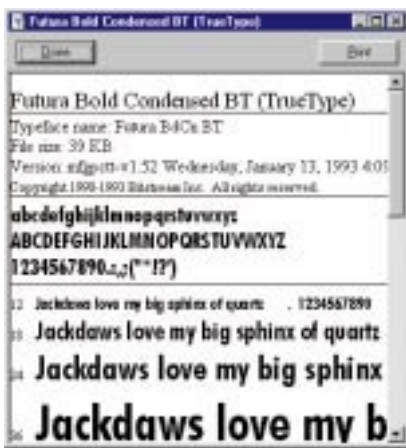 Futura Bold Condensed BT (TrueType)
Done Print
Futura Bold Condensed BT (TrueType)
Typeface name: Futura BdCn BT
File size: 39 KB
Version: mfgpctt-v1.52 Wednesday, January 13, 1993 4:0
Copyright 1990-1993 Bitstream Inc. All rights reserved.
abcdefghijklmnopqrstuvwxyz
ABCDEFGHIJKLMNOPQRSTUVWXYZ
1234567890.:,;("*!?')
12 Jackdaws love my big sphinx of quartz . 1234567890
18 Jackdaws love my big sphinx of quartz
24 Jackdaws love my big sphinx
36 Jackdaws love my b